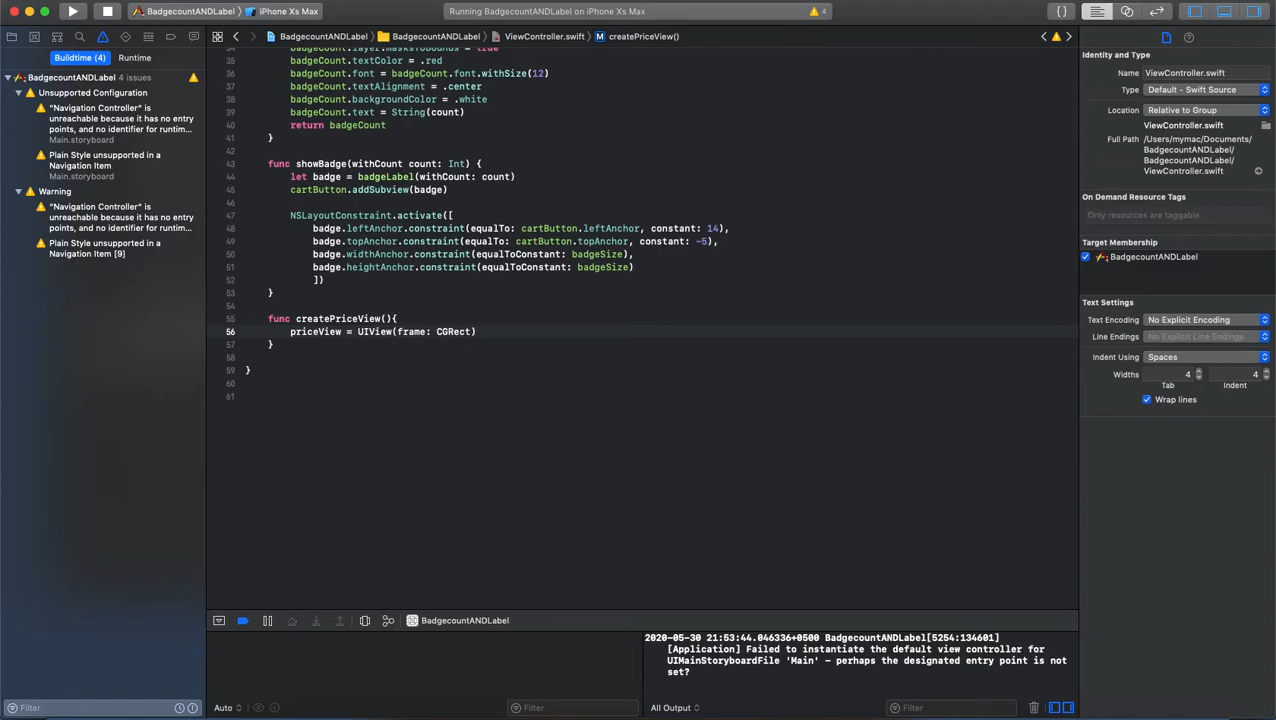 BadgecountANDLabel
iPhone Xs Max
Running BadgecountANDLabel on iPhone Xs Max
4
BadgecountANDLabel
BadgecountANDLabel
ViewController.swift
M
createPriceView()
Buildtime (4)
Runtime
BadgecountANDLabel 4 issues
Unsupported Configuration
"Navigation Controller" is
unreachable because it has no entry
points, and no identifier for runtim...
Main.storyboard
Plain Style unsupported in a
Navigation Item
Main.storyboard
Warning
"Navigation Controller" is
unreachable because it has no entry
points, and no identifier for runtim...
Plain Style unsupported in a
Navigation Item [9]
34 badgeCount.layer.masksToBounds = true
35 badgeCount.textColor = .red
36 badgeCount.font = badgeCount.font.withSize(12)
37 badgeCount.textAlignment = .center
38 badgeCount.backgroundColor = .white
39 badgeCount.text = String(count)
40 return badgeCount
41 }
42
43 func showBadge(withCount count: Int) {
44 let badge = badgeLabel(withCount: count)
45 cartButton.addSubview(badge)
46
47 NSLayoutConstraint.activate([
48 badge.leftAnchor.constraint(equalTo: cartButton.leftAnchor, constant: 14),
49 badge.topAnchor.constraint(equalTo: cartButton.topAnchor, constant: -5),
50 badge.widthAnchor.constraint(equalToConstant: badgeSize),
51 badge.heightAnchor.constraint(equalToConstant: badgeSize)
52 ])
53 }
54
55 func createPriceView(){
56 priceView = UIView(frame: CGRect)
57 }
58
59 }
60
61
Identity and Type
Name ViewController.swift
Type Default - Swift Source
Location Relative to Group
ViewController.swift
Full Path /Users/mymac/Documents/
BadgecountANDLabel/
BadgecountANDLabel/
ViewController.swift
On Demand Resource Tags
Only resources are taggable
Target Membership
BadgecountANDLabel
Text Settings
Text Encoding No Explicit Encoding
Line Endings No Explicit Line Endings
Indent Using Spaces
Widths 4 4
Tab Indent
Wrap lines
BadgecountANDLabel
2020-05-30 21:53:44.046336+0500 BadgecountANDLabel[5254:134601]
[Application] Failed to instantiate the default view controller for
UIMainStoryboardFile 'Main' - perhaps the designated entry point is not
set?
Filter
Auto
Filter
All Output
Filter